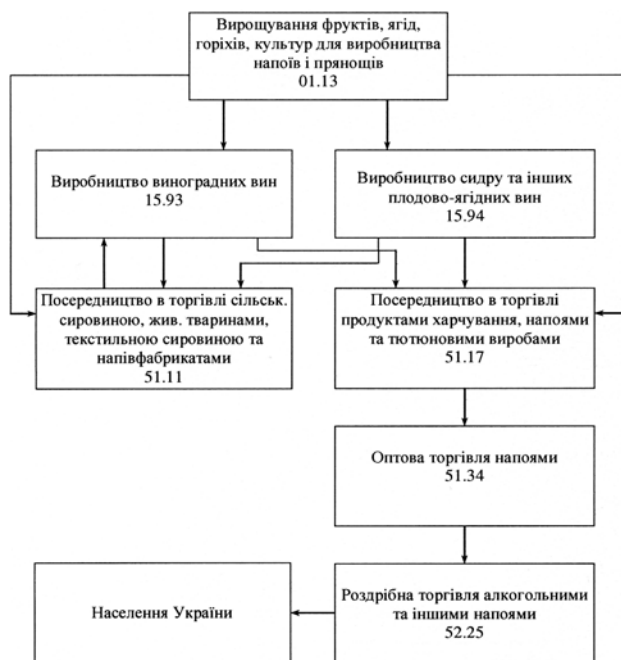 Вирощування фруктів, ягід,
горіхів, культур для виробництва
напоїв і прянощів
01.13
Виробництво виноградних вин
15.93
Виробництво сидру та інших
плодово-ягідних вин
15.94
Посередництво в торгівлі сільськ.
сировиною, жив. тваринами,
текстильною сировиною та
напівфабрикатами
51.11
Посередництво в торгівлі
продуктами харчування, напоями
та тютюновими виробами
51.17
Оптова торгівля напоями
51.34
Населення України
Роздрібна торгівля алкогольними
та іншими напоями
52.25